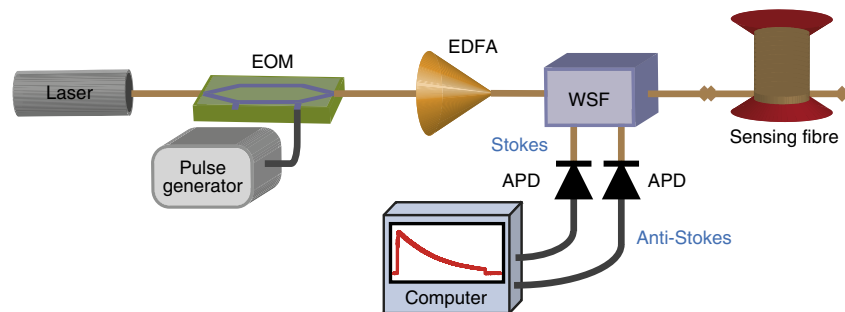 Laser
EOM
Pulse
generator
EDFA
WSF
Sensing fibre
Stokes
APD
APD
Anti-Stokes
Computer